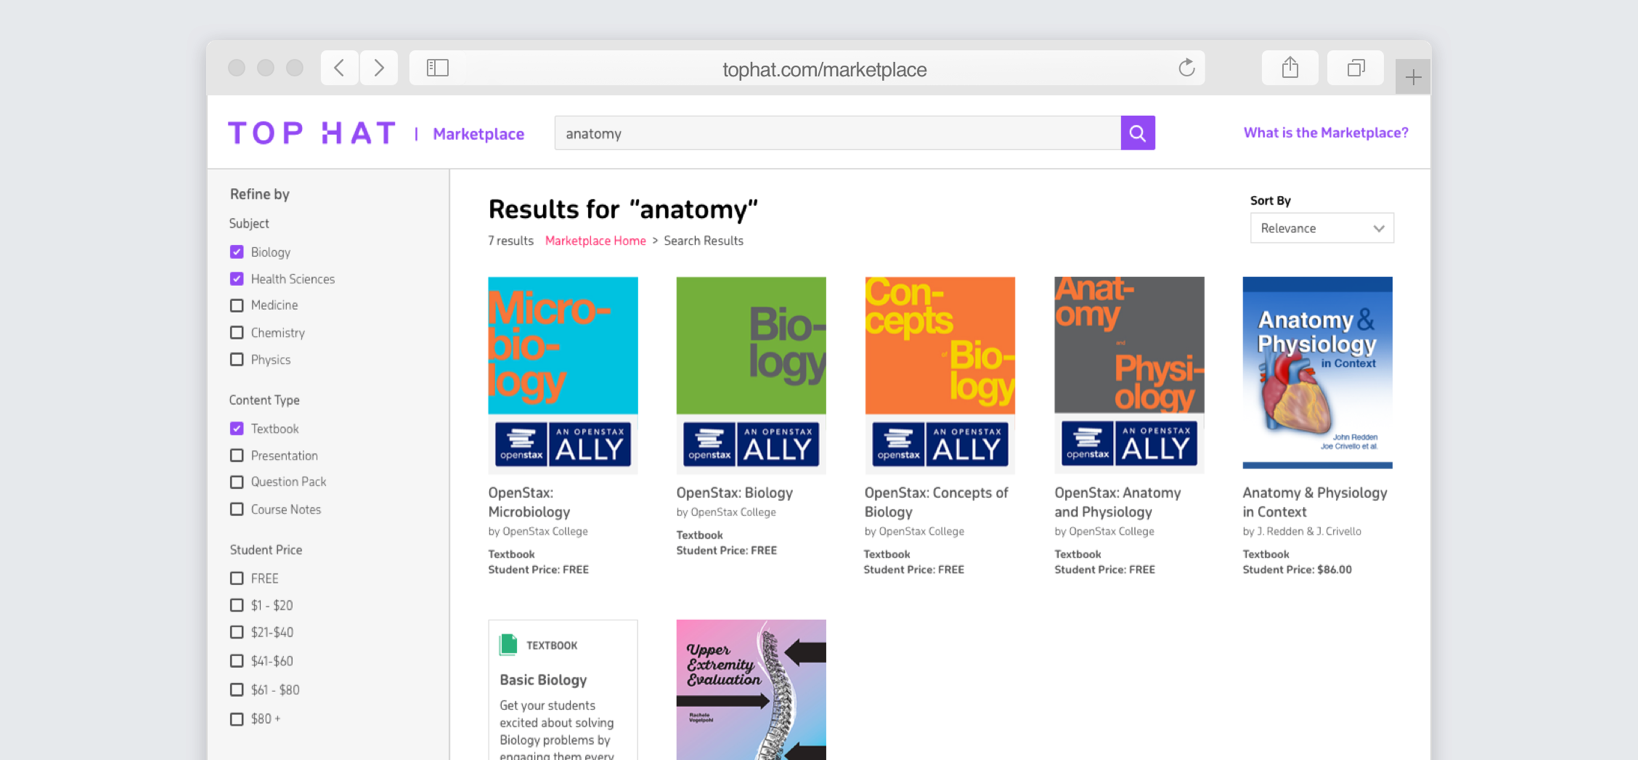 tophat.com/marketplace
TOP HAT | Marketplace
anatomy
What is the Marketplace?
Refine by
Subject
Biology
Health Sciences
Medicine
Chemistry
Physics
Content Type
Textbook
Presentation
Question Pack
Course Notes
Student Price
FREE
$1 - $20
$21-$40
$41-$60
$61 - $80
$80 +
Results for "anatomy"
7 results Marketplace Home > Search Results
Sort By
Relevance
Micro-
bio-
logy
openstax
AN OPENSTAX
ALLY
OpenStax:
Microbiology
by OpenStax College
Textbook
Student Price: FREE
Bio-
logy
openstax
AN OPENSTAX
ALLY
OpenStax: Biology
by OpenStax College
Textbook
Student Price: FREE
Con-
cepts
of Bio-
logy
openstax
AN OPENSTAX
ALLY
OpenStax: Concepts of
Biology
by OpenStax College
Textbook
Student Price: FREE
Anat-
omy
and
Physi-
ology
openstax
AN OPENSTAX
ALLY
OpenStax: Anatomy
and Physiology
by OpenStax College
Textbook
Student Price: FREE
Anatomy &
Physiology
in Context
John Redden
Joe Crivello et al.
Anatomy & Physiology
in Context
by J. Redden & J. Crivello
Textbook
Student Price: $86.00
TEXTBOOK
Basic Biology
Get your students
excited about solving
Biology problems by
engaging them every
Upper
Extremity
Evaluation
Rachele
Vogelpohl